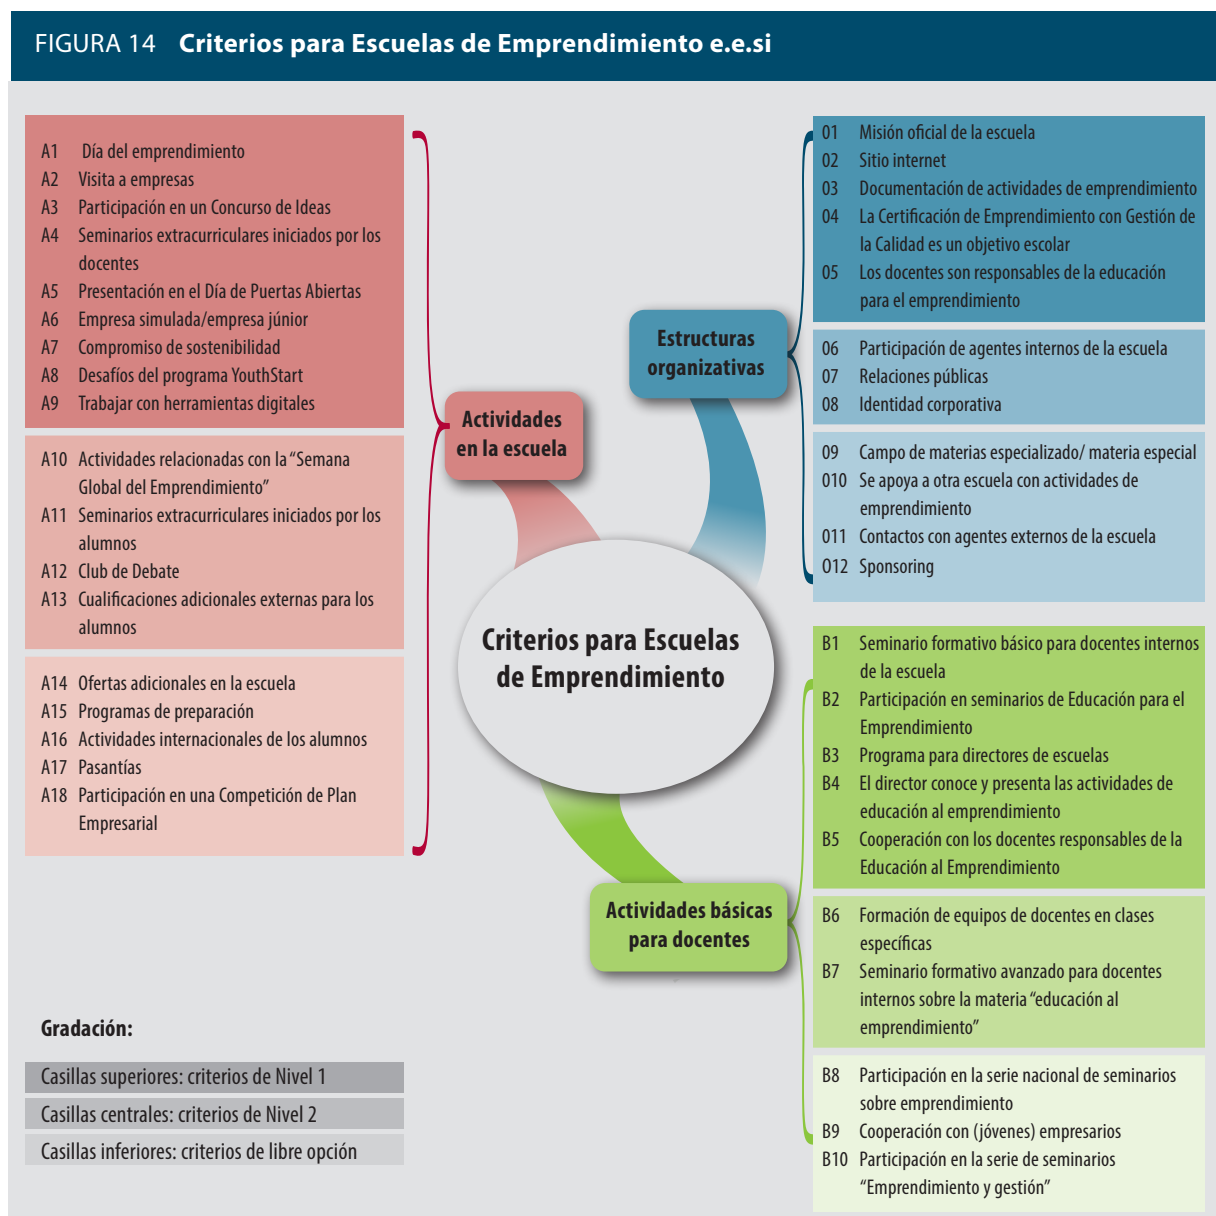 FIGURA 14 Criterios para Escuelas de Emprendimiento e.e.si
A1 Día del emprendimiento
A2 Visita a empresas
A3 Participación en un Concurso de Ideas
A4 Seminarios extracurriculares iniciados por los
docentes
A5 Presentación en el Día de Puertas Abiertas
A6 Empresa simulada/empresa júnior
A7 Compromiso de sostenibilidad
A8 Desafíos del programa YouthStart
A9 Trabajar con herramientas digitales
A10 Actividades relacionadas con la “Semana
Global del Emprendimiento”
A11 Seminarios extracurriculares iniciados por los
alumnos
A12 Club de Debate
A13 Cualificaciones adicionales externas para los
alumnos
A14 Ofertas adicionales en la escuela
A15 Programas de preparación
A16 Actividades internacionales de los alumnos
A17 Pasantías
A18 Participación en una Competición de Plan
Empresarial
Actividades
en la escuela
Estructuras
organizativas
01 Misión oficial de la escuela
02 Sitio internet
03 Documentación de actividades de emprendimiento
04 La Certificación de Emprendimiento con Gestión de
la Calidad es un objetivo escolar
05 Los docentes son responsables de la educación
para el emprendimiento
06 Participación de agentes internos de la escuela
07 Relaciones públicas
08 Identidad corporativa
09 Campo de materias especializado/ materia especial
010 Se apoya a otra escuela con actividades de
emprendimiento
011 Contactos con agentes externos de la escuela
O12 Sponsoring
Criterios para Escuelas
de Emprendimiento
Actividades básicas
para docentes
B1 Seminario formativo básico para docentes internos
de la escuela
B2 Participación en seminarios de Educación para el
Emprendimiento
B3 Programa para directores de escuelas
B4 El director conoce y presenta las actividades de
educación al emprendimiento
B5 Cooperación con los docentes responsables de la
Educación al Emprendimiento
B6 Formación de equipos de docentes en clases
específicas
B7 Seminario formativo avanzado para docentes
internos sobre la materia “educación al
emprendimiento”
B8 Participación en la serie nacional de seminarios
sobre emprendimiento
B9 Cooperación con (jóvenes) empresarios
B10 Participación en la serie de seminarios
“Emprendimiento y gestión”
Gradación:
Casillas superiores: criterios de Nivel 1
Casillas centrales: criterios de Nivel 2
Casillas inferiores: criterios de libre opción